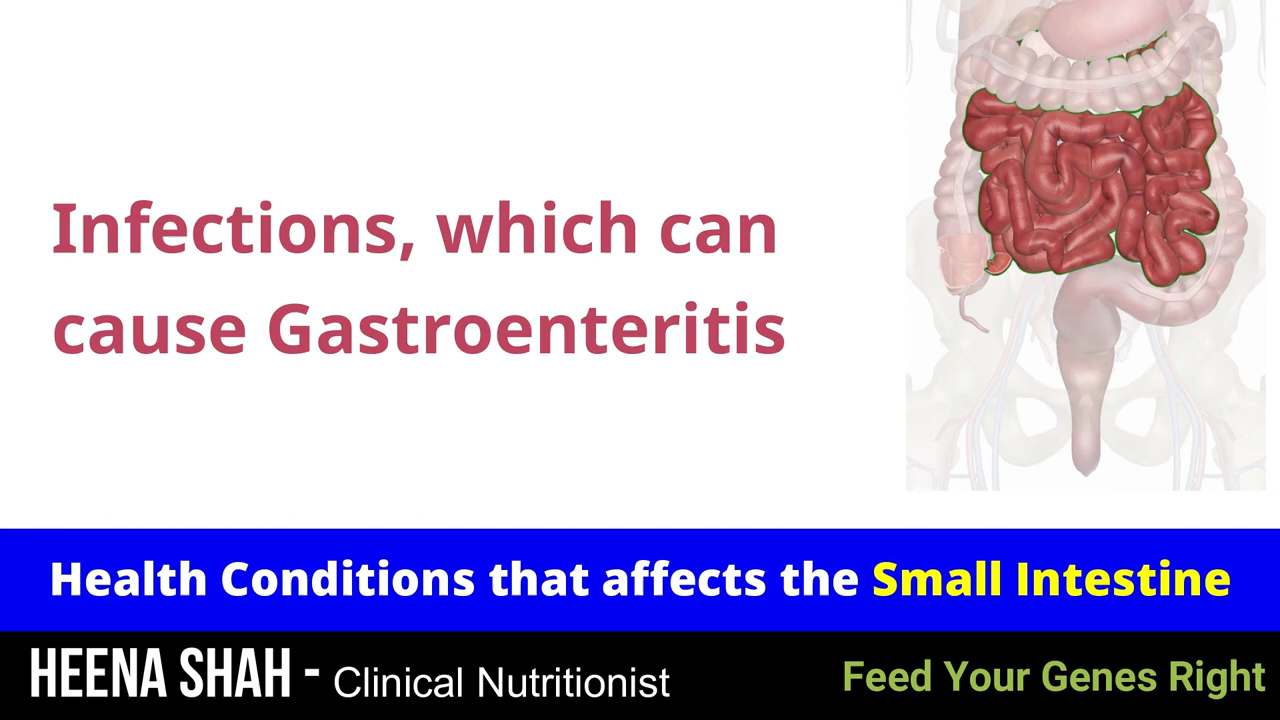 Infections, which can
cause Gastroenteritis
Health Conditions that affects the Small Intestine
HEENA SHAH - Clinical Nutritionist
Feed Your Genes Right